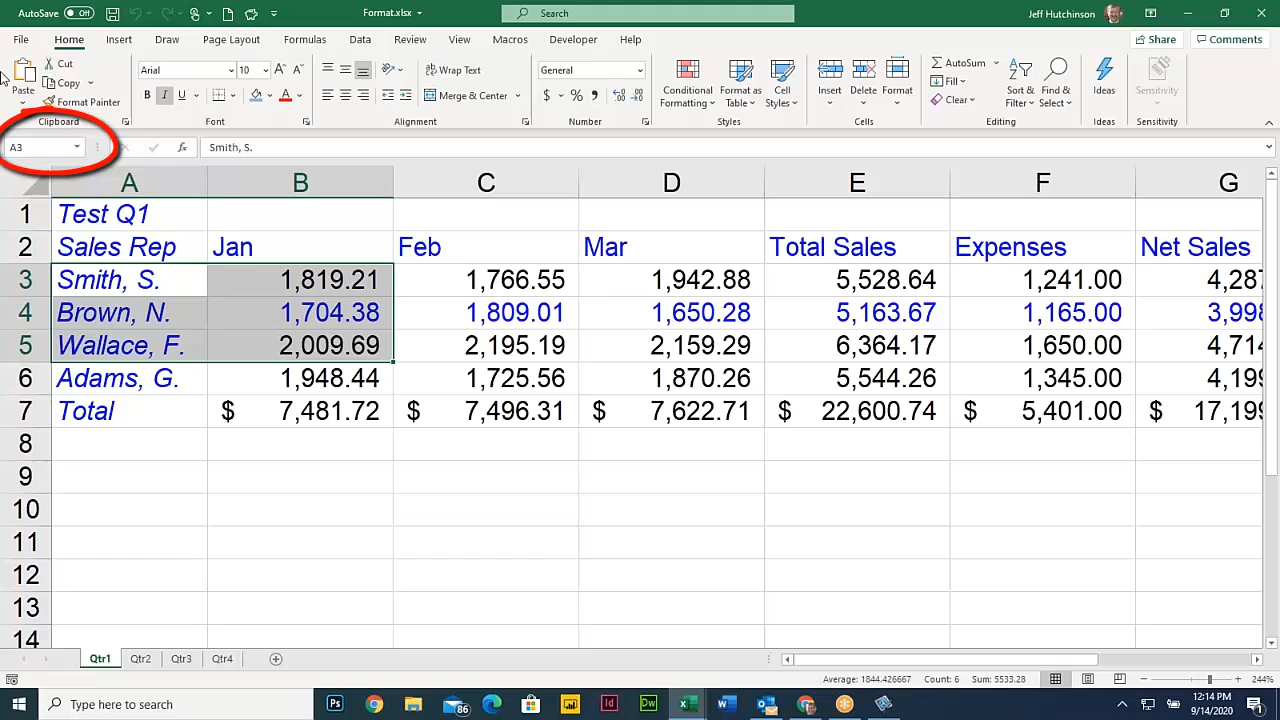 AutoSave Off Format.xlsx Search Jeff Hutchinson
File Home Insert Draw Page Layout Formulas Data Review View Macros Developer Help Share Comments
Paste Cut Copy Format Painter Clipboard
Arial 10 B I U Font
Wrap Text Merge & Center Alignment
General $ % Number
Conditional Formatting Format as Table Cell Styles Styles
Insert Delete Format Cells
AutoSum Fill Clear Sort & Filter Find & Select Editing
Ideas Ideas
Sensitivity Sensitivity
A3 fx Smith, S.
A B C D E F G
1 Test Q1
2 Sales Rep Jan Feb Mar Total Sales Expenses Net Sales
3 Smith, S. 1,819.21 1,766.55 1,942.88 5,528.64 1,241.00 4,287
4 Brown, N. 1,704.38 1,809.01 1,650.28 5,163.67 1,165.00 3,998
5 Wallace, F. 2,009.69 2,195.19 2,159.29 6,364.17 1,650.00 4,714
6 Adams, G. 1,948.44 1,725.56 1,870.26 5,544.26 1,345.00 4,199
7 Total $ 7,481.72 $ 7,496.31 $ 7,622.71 $ 22,600.74 $ 5,401.00 $ 17,199
8
9
10
11
12
13
14
Qtr1 Qtr2 Qtr3 Qtr4
Average: 1844.426667 Count: 6 Sum: 5533.28 244%
Type here to search Ps 86 Id Dw 12:14 PM
9/14/2020